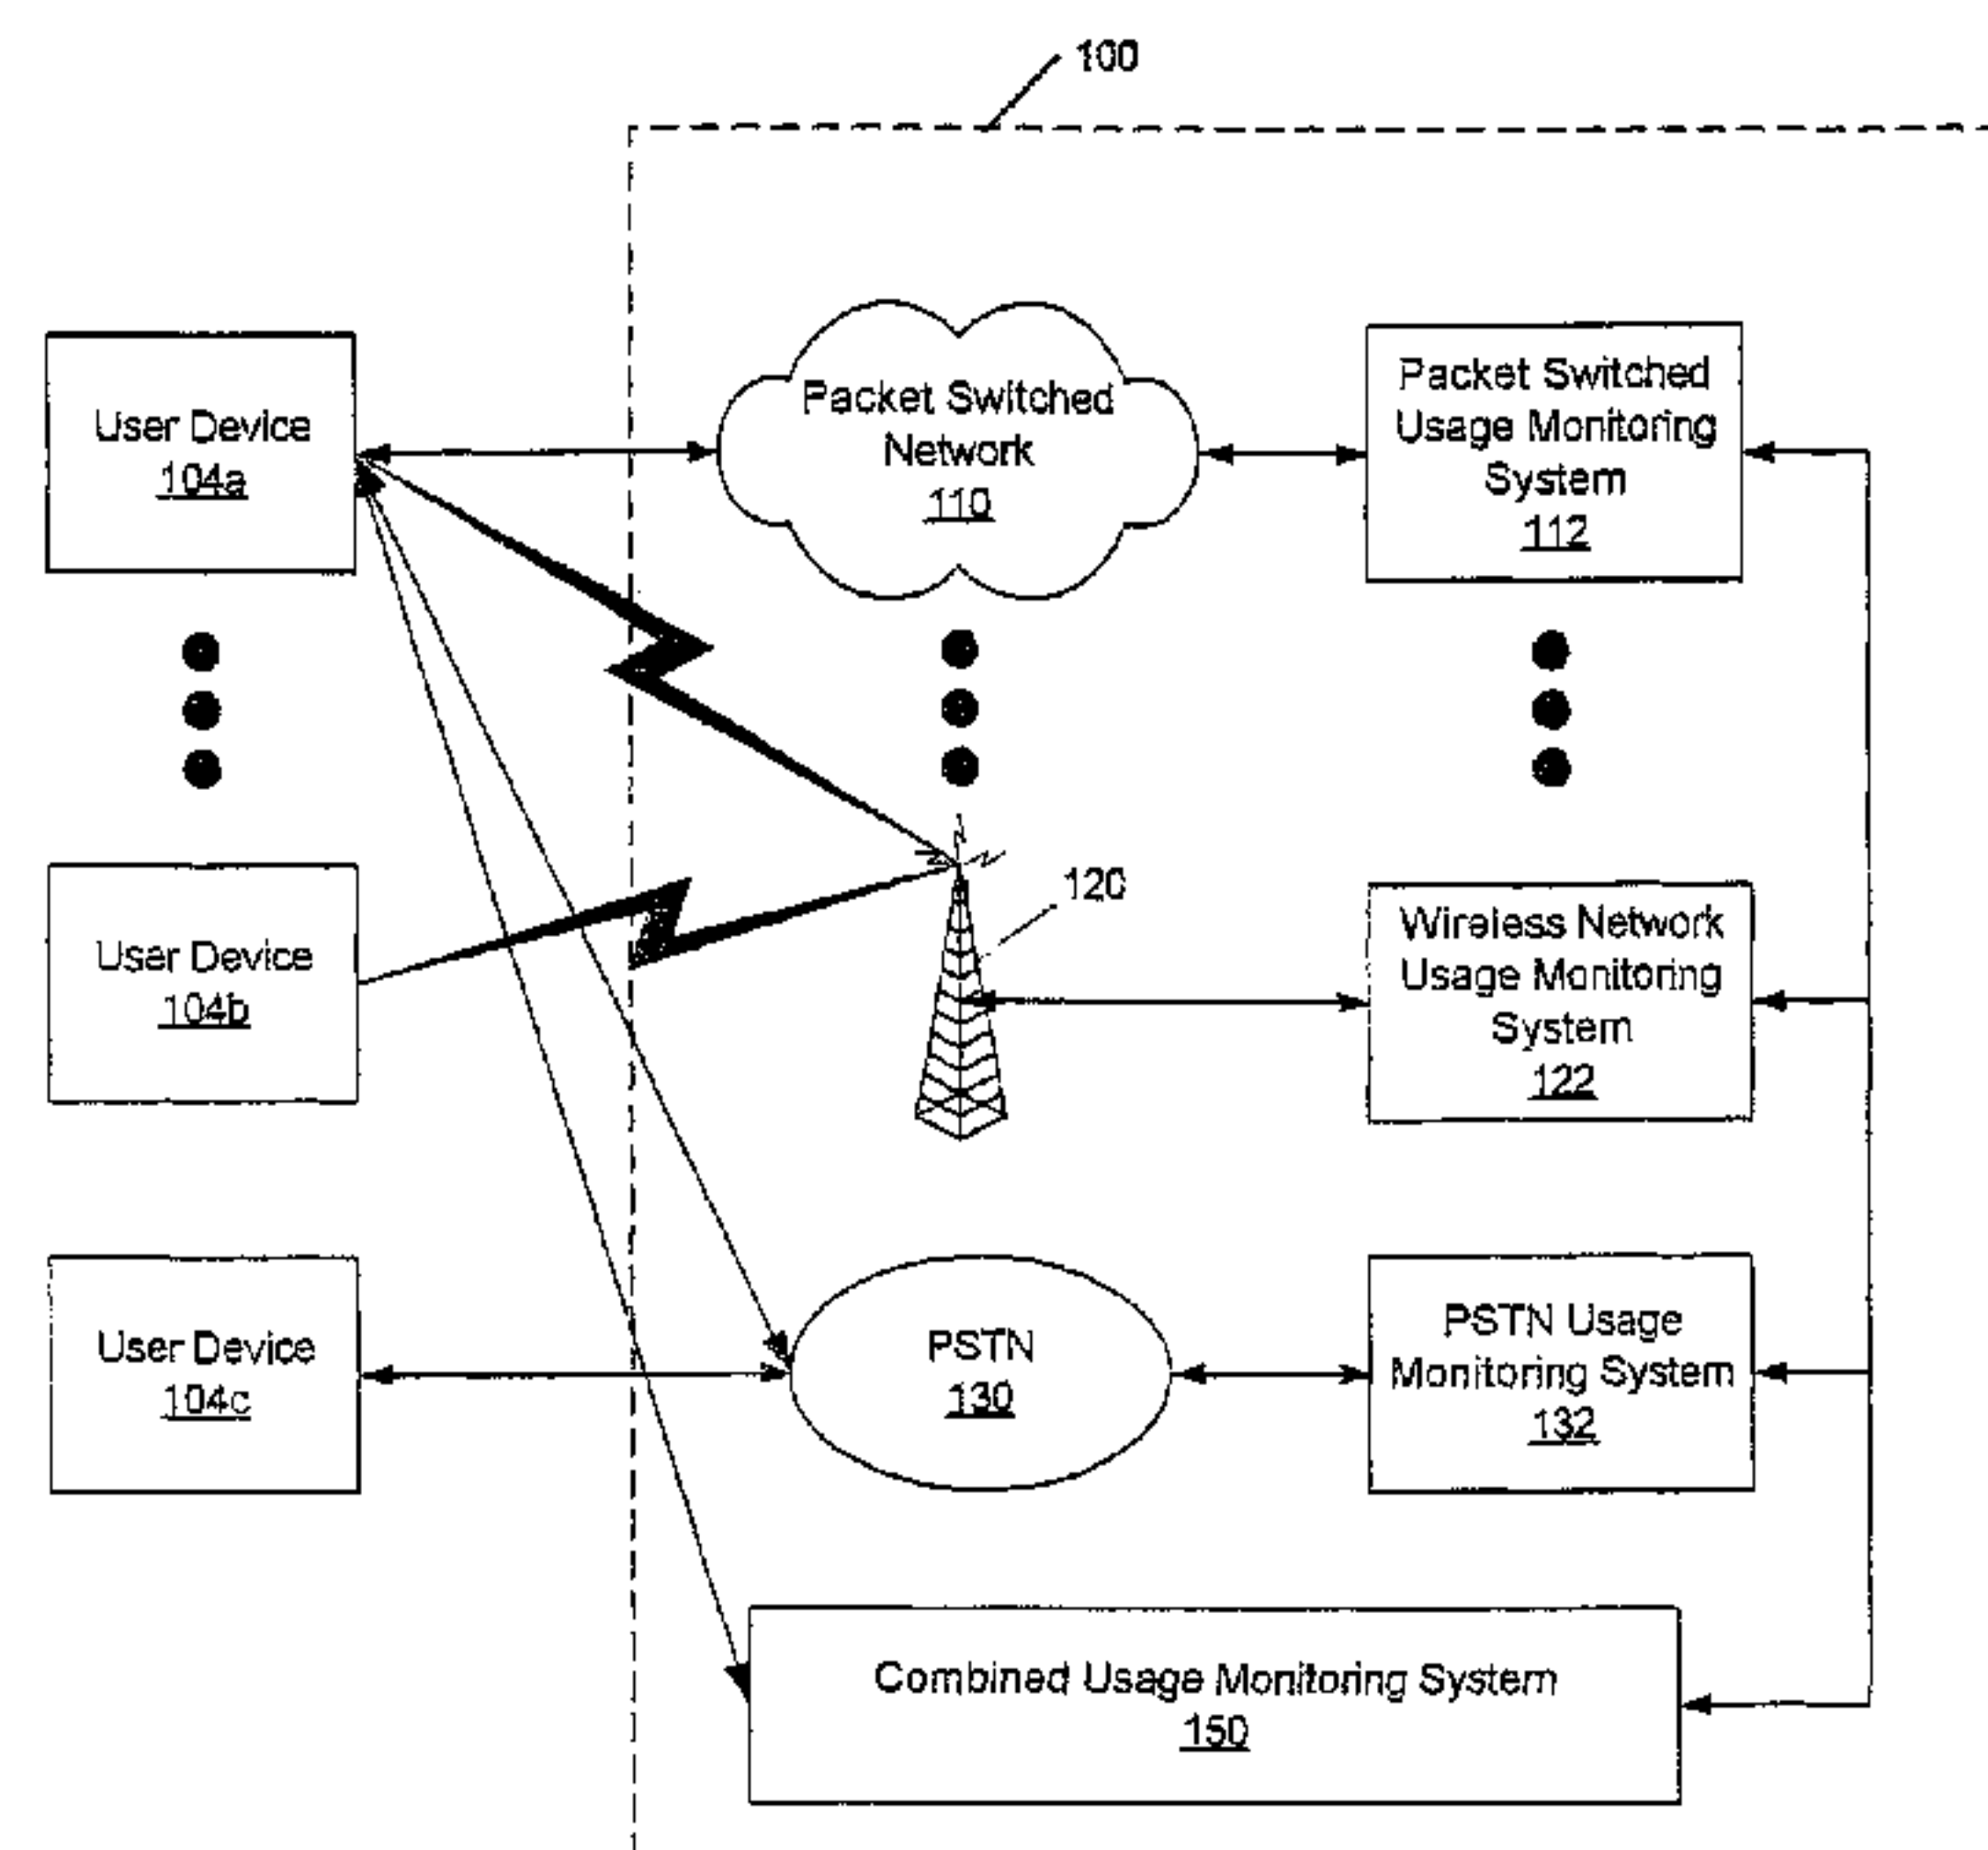 100
User Device
104a
Packet Switched
Network
110
Packet Switched
Usage Monitoring
System
112
User Device
104b
120
Wireless Network
Usage Monitoring
System
122
User Device
104c
PSTN
130
PSTN Usage
Monitoring System
132
Combined Usage Monitoring System
150